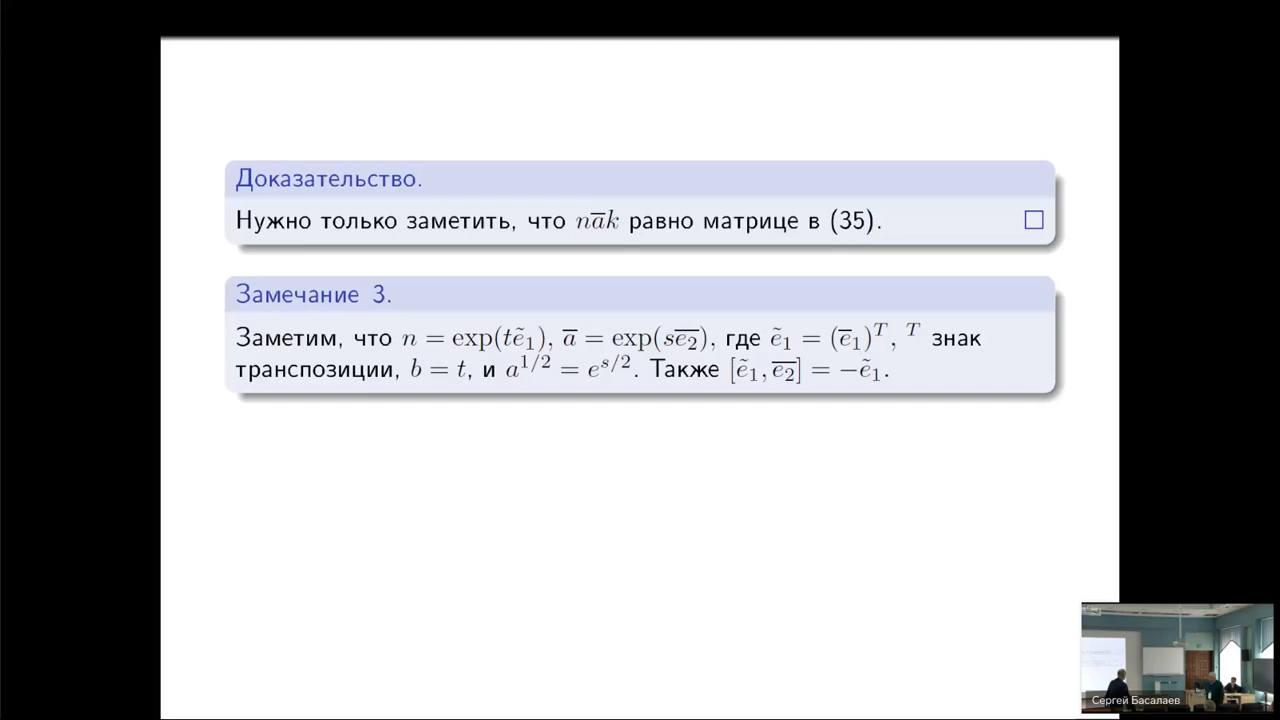 Доказательство.
Нужно только заметить, что $n\overline{a}k$ равно матрице в (35). □
Замечание 3.
Заметим, что $n = \exp(t\tilde{e}_1)$, $\overline{a} = \exp(s\overline{e_2})$, где $\tilde{e}_1 = (\overline{e}_1)^T$, $^T$ знак
транспозиции, $b = t$, и $a^{1/2} = e^{s/2}$. Также $[\tilde{e}_1, \overline{e_2}] = -\tilde{e}_1$.
Сергей Басалаев